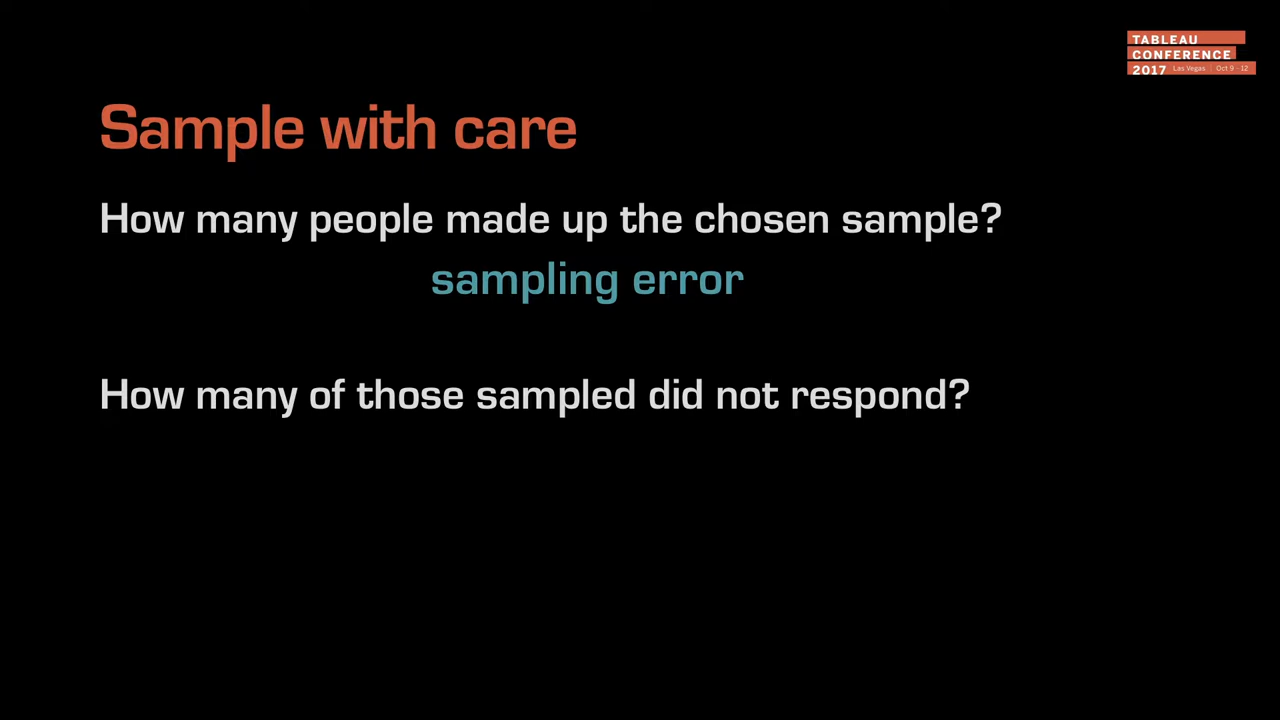 TABLEAU
CONFERENCE
2017 Las Vegas | Oct 9 - 12
Sample with care
How many people made up the chosen sample?
sampling error
How many of those sampled did not respond?